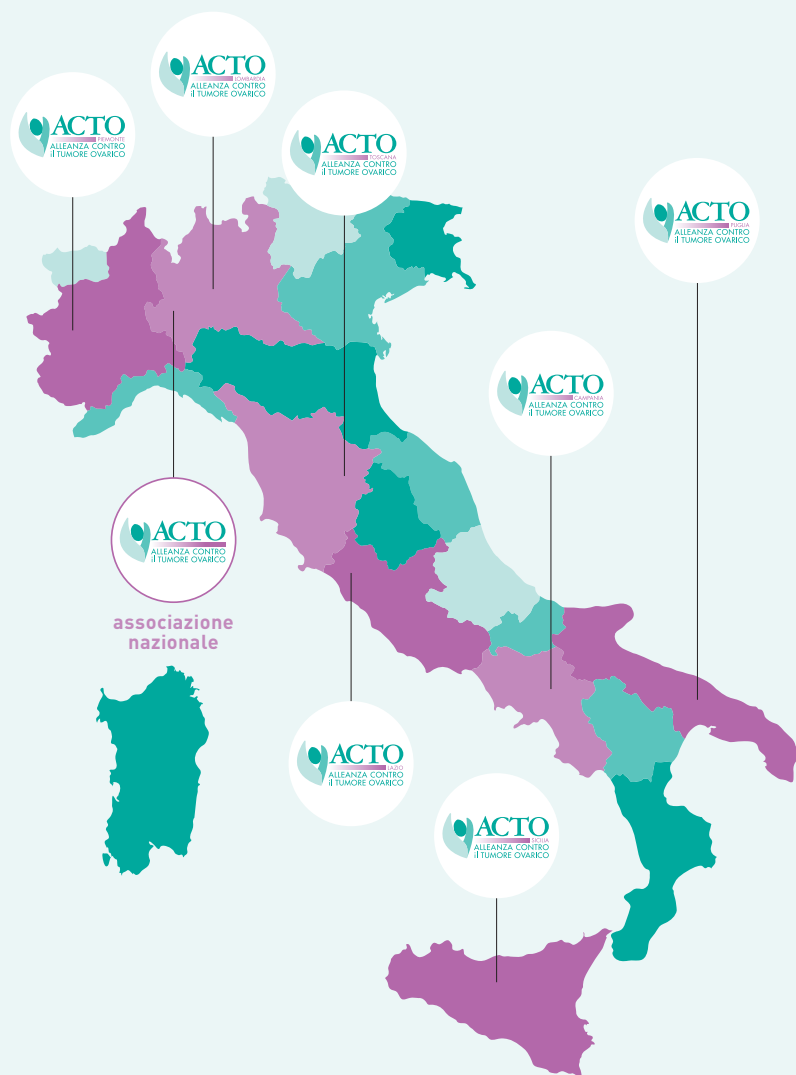 ACTO
LOMBARDIA
ALLEANZA CONTRO
il TUMORE OVARICO
ACTO
PIEMONTE
ALLEANZA CONTRO
il TUMORE OVARICO
ACTO
TOSCANA
ALLEANZA CONTRO
il TUMORE OVARICO
ACTO
PUGLIA
ALLEANZA CONTRO
il TUMORE OVARICO
ACTO
CAMPANIA
ALLEANZA CONTRO
il TUMORE OVARICO
ACTO
ALLEANZA CONTRO
il TUMORE OVARICO
associazione
nazionale
ACTO
LAZIO
ALLEANZA CONTRO
il TUMORE OVARICO
ACTO
SICILIA
ALLEANZA CONTRO
il TUMORE OVARICO